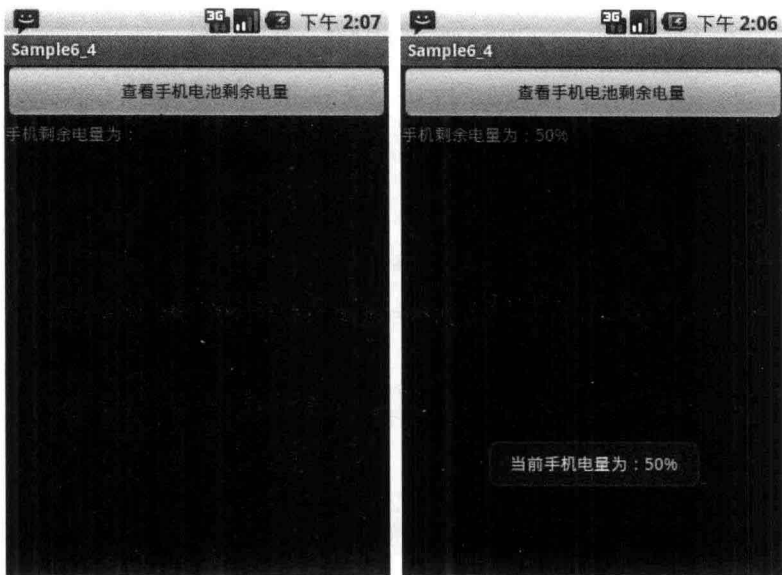 3G 下午 2:07
Sample6_4
查看手机电池剩余电量
手机剩余电量为：
3G 下午 2:06
Sample6_4
查看手机电池剩余电量
手机剩余电量为：50%
当前手机电量为：50%